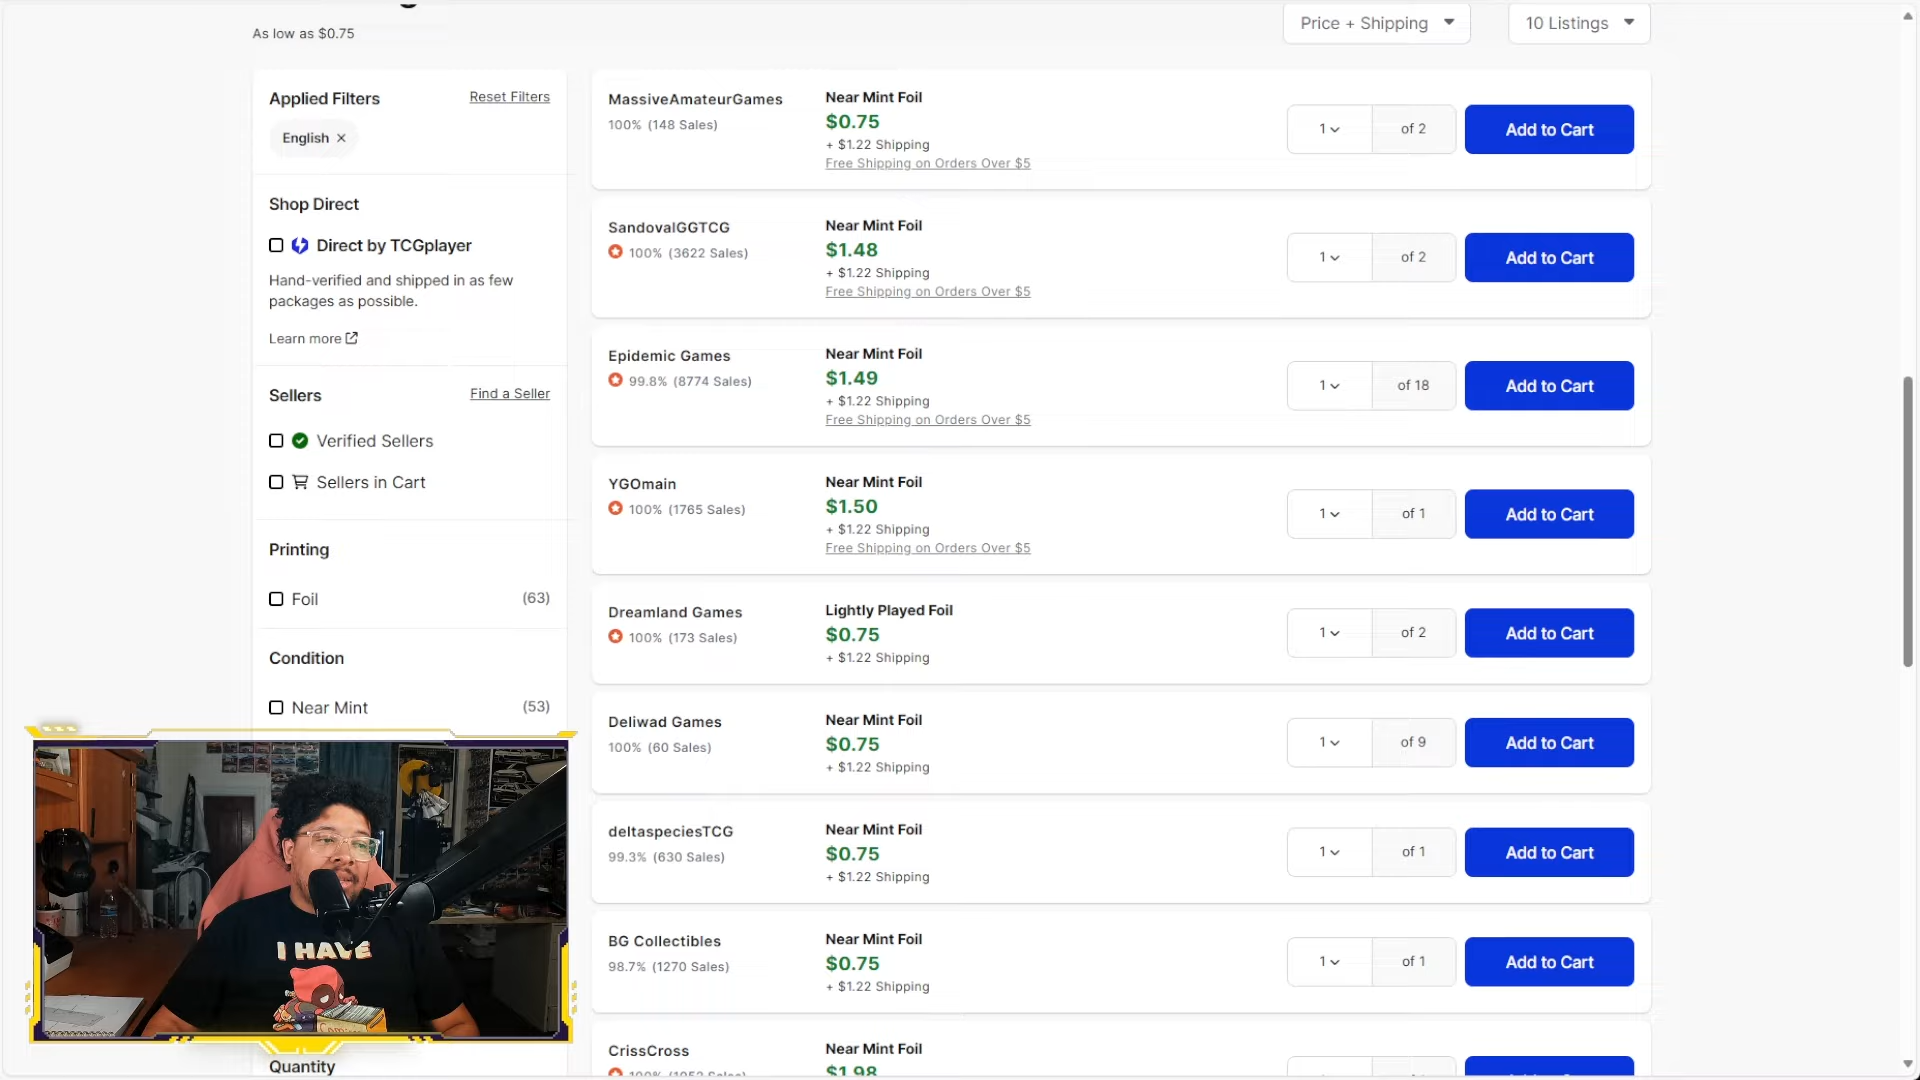 As low as $0.75
Price + Shipping
10 Listings
Applied Filters
Reset Filters
English ×
Shop Direct
Direct by TCGplayer
Hand-verified and shipped in as few
packages as possible.
Learn more
Sellers
Find a Seller
Verified Sellers
Sellers in Cart
Printing
Foil (63)
Condition
Near Mint (53)
Quantity
MassiveAmateurGames
100% (148 Sales)
Near Mint Foil
$0.75
+ $1.22 Shipping
Free Shipping on Orders Over $5
1 of 2
Add to Cart
SandovalGGTCG
100% (3622 Sales)
Near Mint Foil
$1.48
+ $1.22 Shipping
Free Shipping on Orders Over $5
1 of 2
Add to Cart
Epidemic Games
99.8% (8774 Sales)
Near Mint Foil
$1.49
+ $1.22 Shipping
Free Shipping on Orders Over $5
1 of 18
Add to Cart
YGOmain
100% (1765 Sales)
Near Mint Foil
$1.50
+ $1.22 Shipping
Free Shipping on Orders Over $5
1 of 1
Add to Cart
Dreamland Games
100% (173 Sales)
Lightly Played Foil
$0.75
+ $1.22 Shipping
1 of 2
Add to Cart
Deliwad Games
100% (60 Sales)
Near Mint Foil
$0.75
+ $1.22 Shipping
1 of 9
Add to Cart
deltaspeciesTCG
99.3% (630 Sales)
Near Mint Foil
$0.75
+ $1.22 Shipping
1 of 1
Add to Cart
BG Collectibles
98.7% (1270 Sales)
Near Mint Foil
$0.75
+ $1.22 Shipping
1 of 1
Add to Cart
CrissCross
Near Mint Foil
$1.98
I HAVE